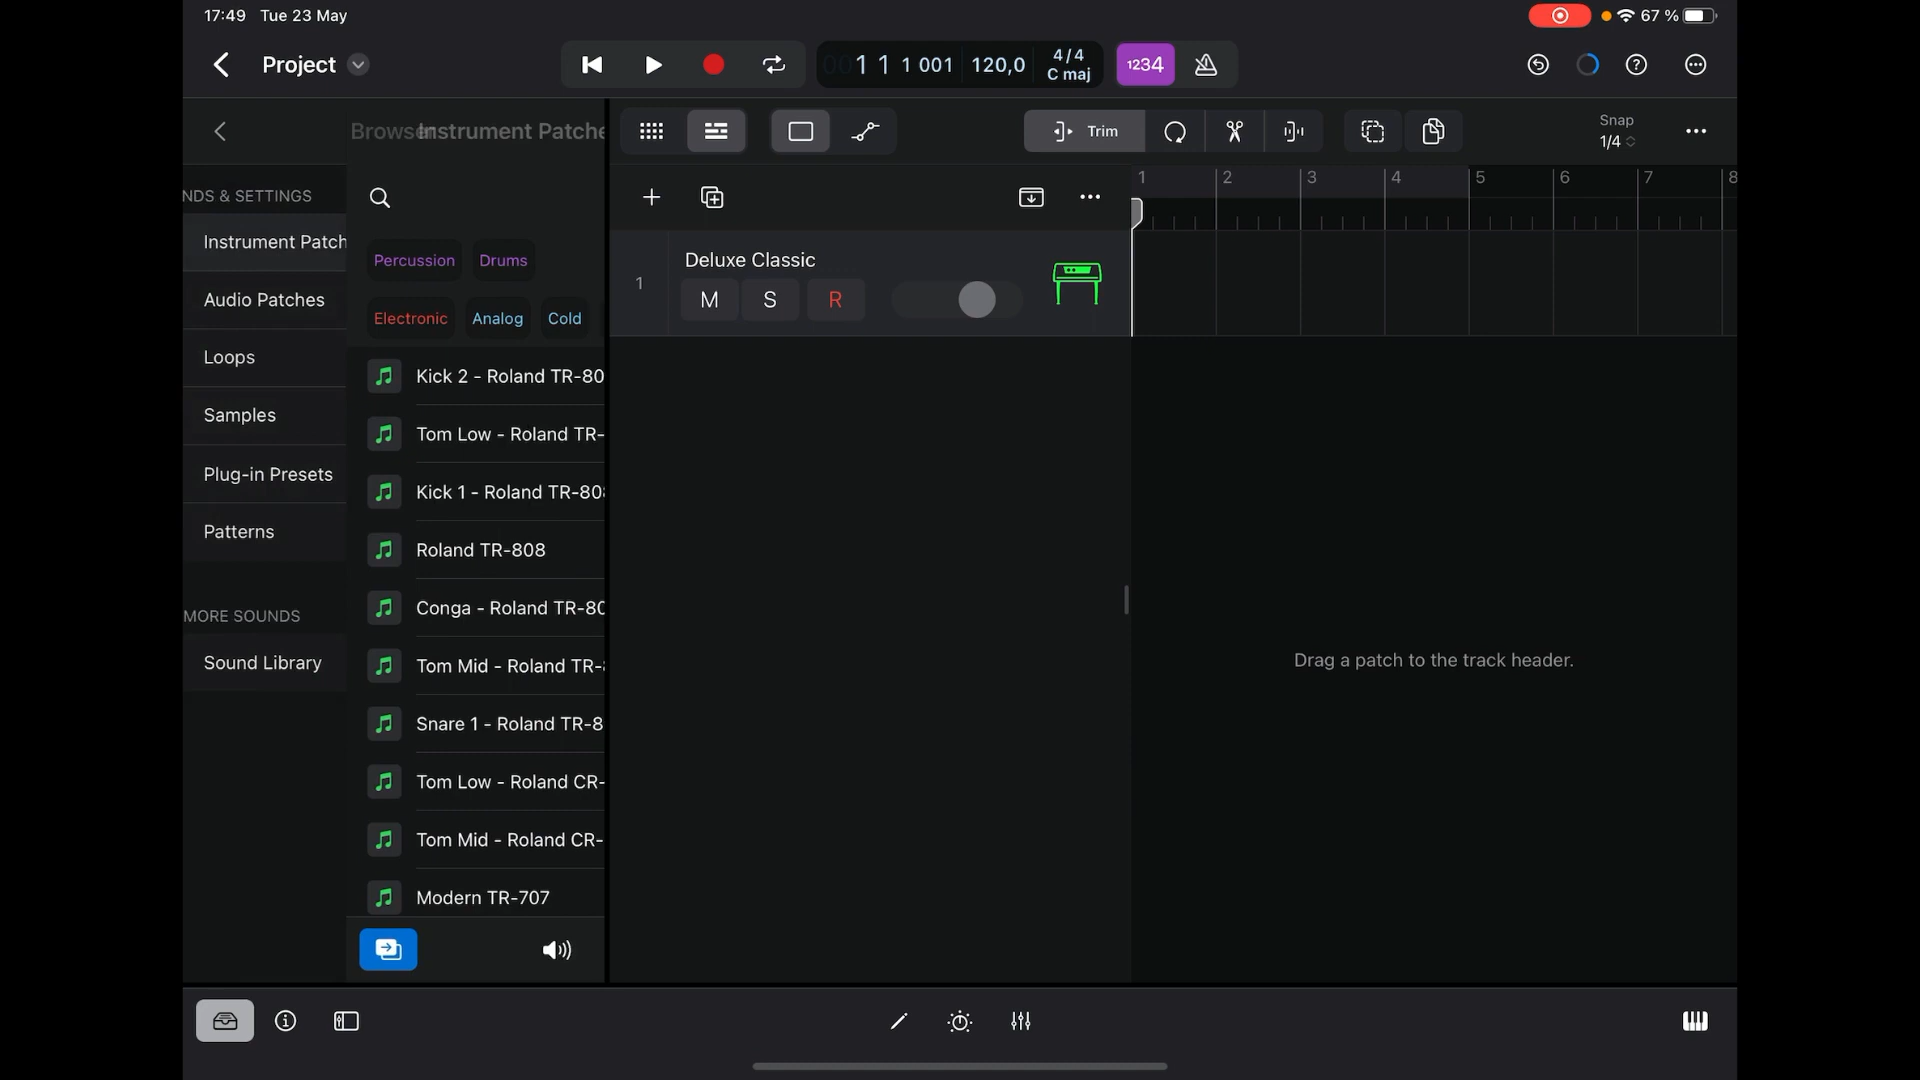 17:49 Tue 23 May
67 %
Project
1 1 1 001
120,0
4/4
C maj
1234
Browser
Instrument Patche
Trim
Snap
1/4
NDS & SETTINGS
Instrument Patch
Audio Patches
Loops
Samples
Plug-in Presets
Patterns
MORE SOUNDS
Sound Library
Percussion Drums
Electronic Analog Cold
Kick 2 - Roland TR-80
Tom Low - Roland TR-
Kick 1 - Roland TR-808
Roland TR-808
Conga - Roland TR-80
Tom Mid - Roland TR-8
Snare 1 - Roland TR-8
Tom Low - Roland CR-
Tom Mid - Roland CR-
Modern TR-707
1 2 3 4 5 6 7 8
1
Deluxe Classic
M S R
Drag a patch to the track header.